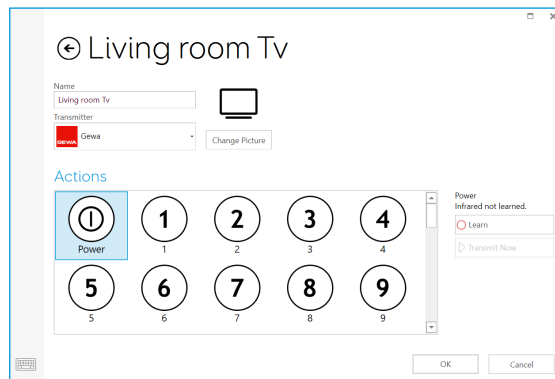 Living room Tv
Name
Living room Tv
Transmitter
GEWA
Gewa
Change Picture
Actions
1 2 3 4
Power 1 2 3 4
5 6 7 8 9
5 6 7 8 9
Power
Infrared not learned.
Learn
Transmit Now
OK Cancel